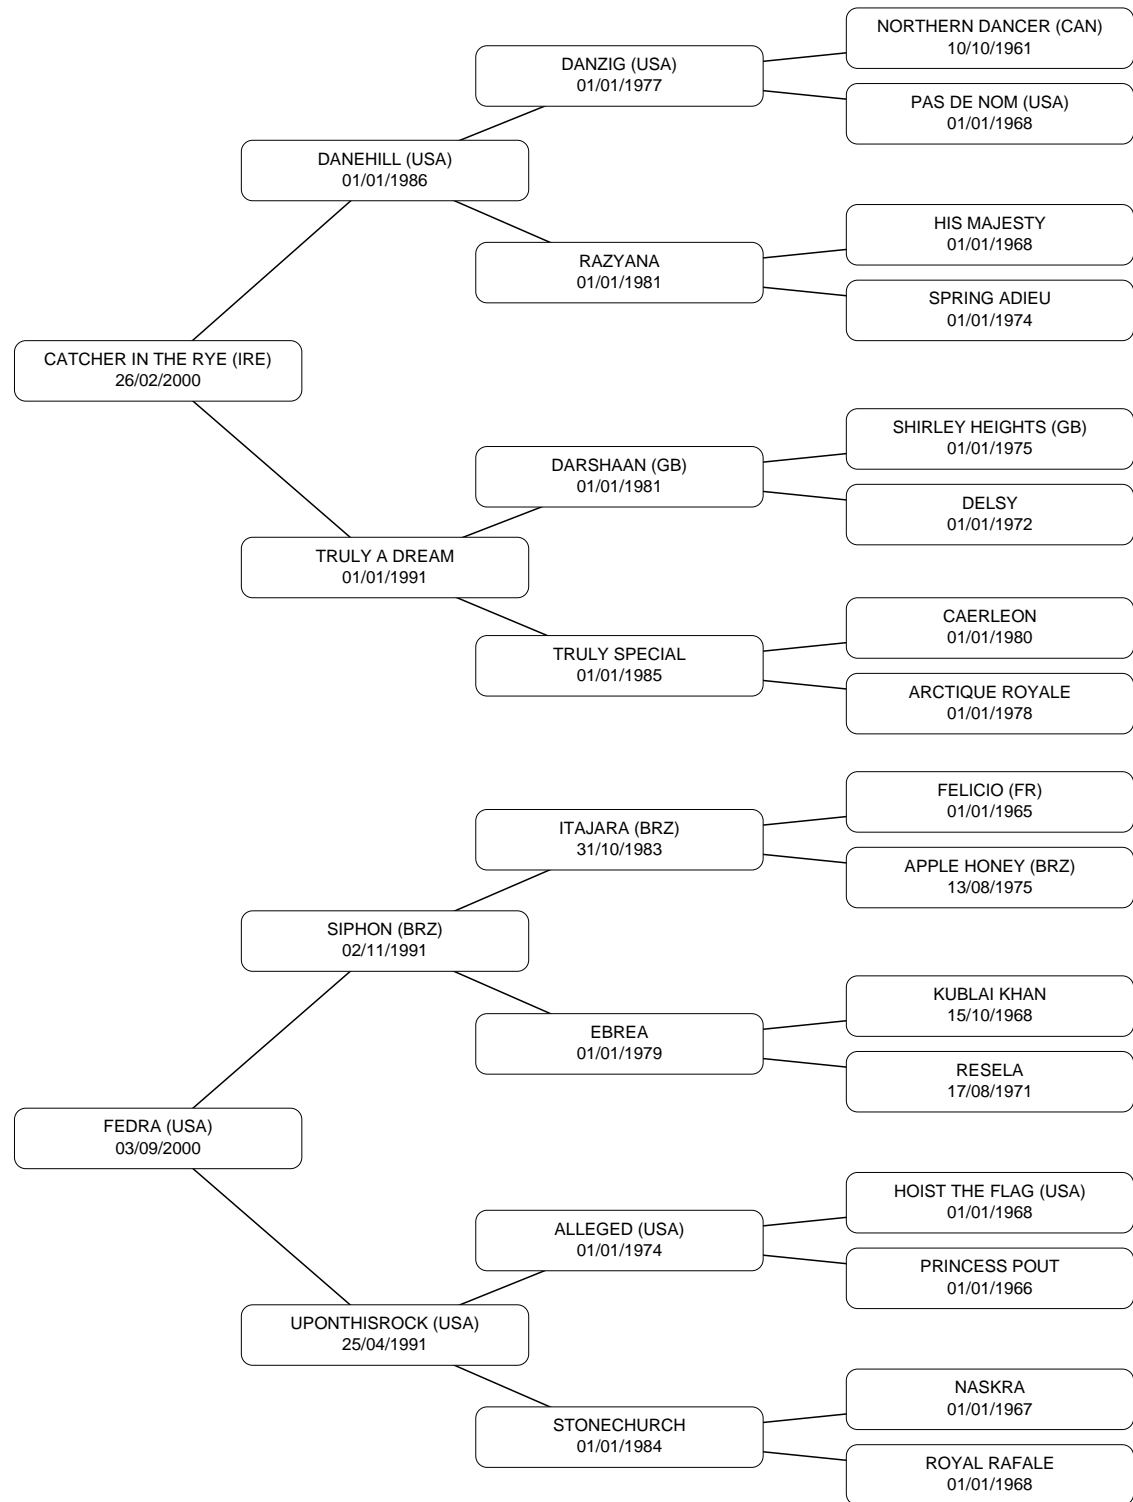 NORTHERN DANCER (CAN)
10/10/1961
DANZIG (USA)
01/01/1977
PAS DE NOM (USA)
01/01/1968
DANEHILL (USA)
01/01/1986
HIS MAJESTY
01/01/1968
RAZYANA
01/01/1981
SPRING ADIEU
01/01/1974
CATCHER IN THE RYE (IRE)
26/02/2000
SHIRLEY HEIGHTS (GB)
01/01/1975
DARSHAAN (GB)
01/01/1981
DELSY
01/01/1972
TRULY A DREAM
01/01/1991
CAERLEON
01/01/1980
TRULY SPECIAL
01/01/1985
ARCTIQUE ROYALE
01/01/1978
FELICIO (FR)
01/01/1965
ITAJARA (BRZ)
31/10/1983
APPLE HONEY (BRZ)
13/08/1975
SIPHON (BRZ)
02/11/1991
KUBLAI KHAN
15/10/1968
EBREA
01/01/1979
RESELA
17/08/1971
FEDRA (USA)
03/09/2000
HOIST THE FLAG (USA)
01/01/1968
ALLEGED (USA)
01/01/1974
PRINCESS POUT
01/01/1966
UPONTHISROCK (USA)
25/04/1991
NASKRA
01/01/1967
STONECHURCH
01/01/1984
ROYAL RAFALE
01/01/1968